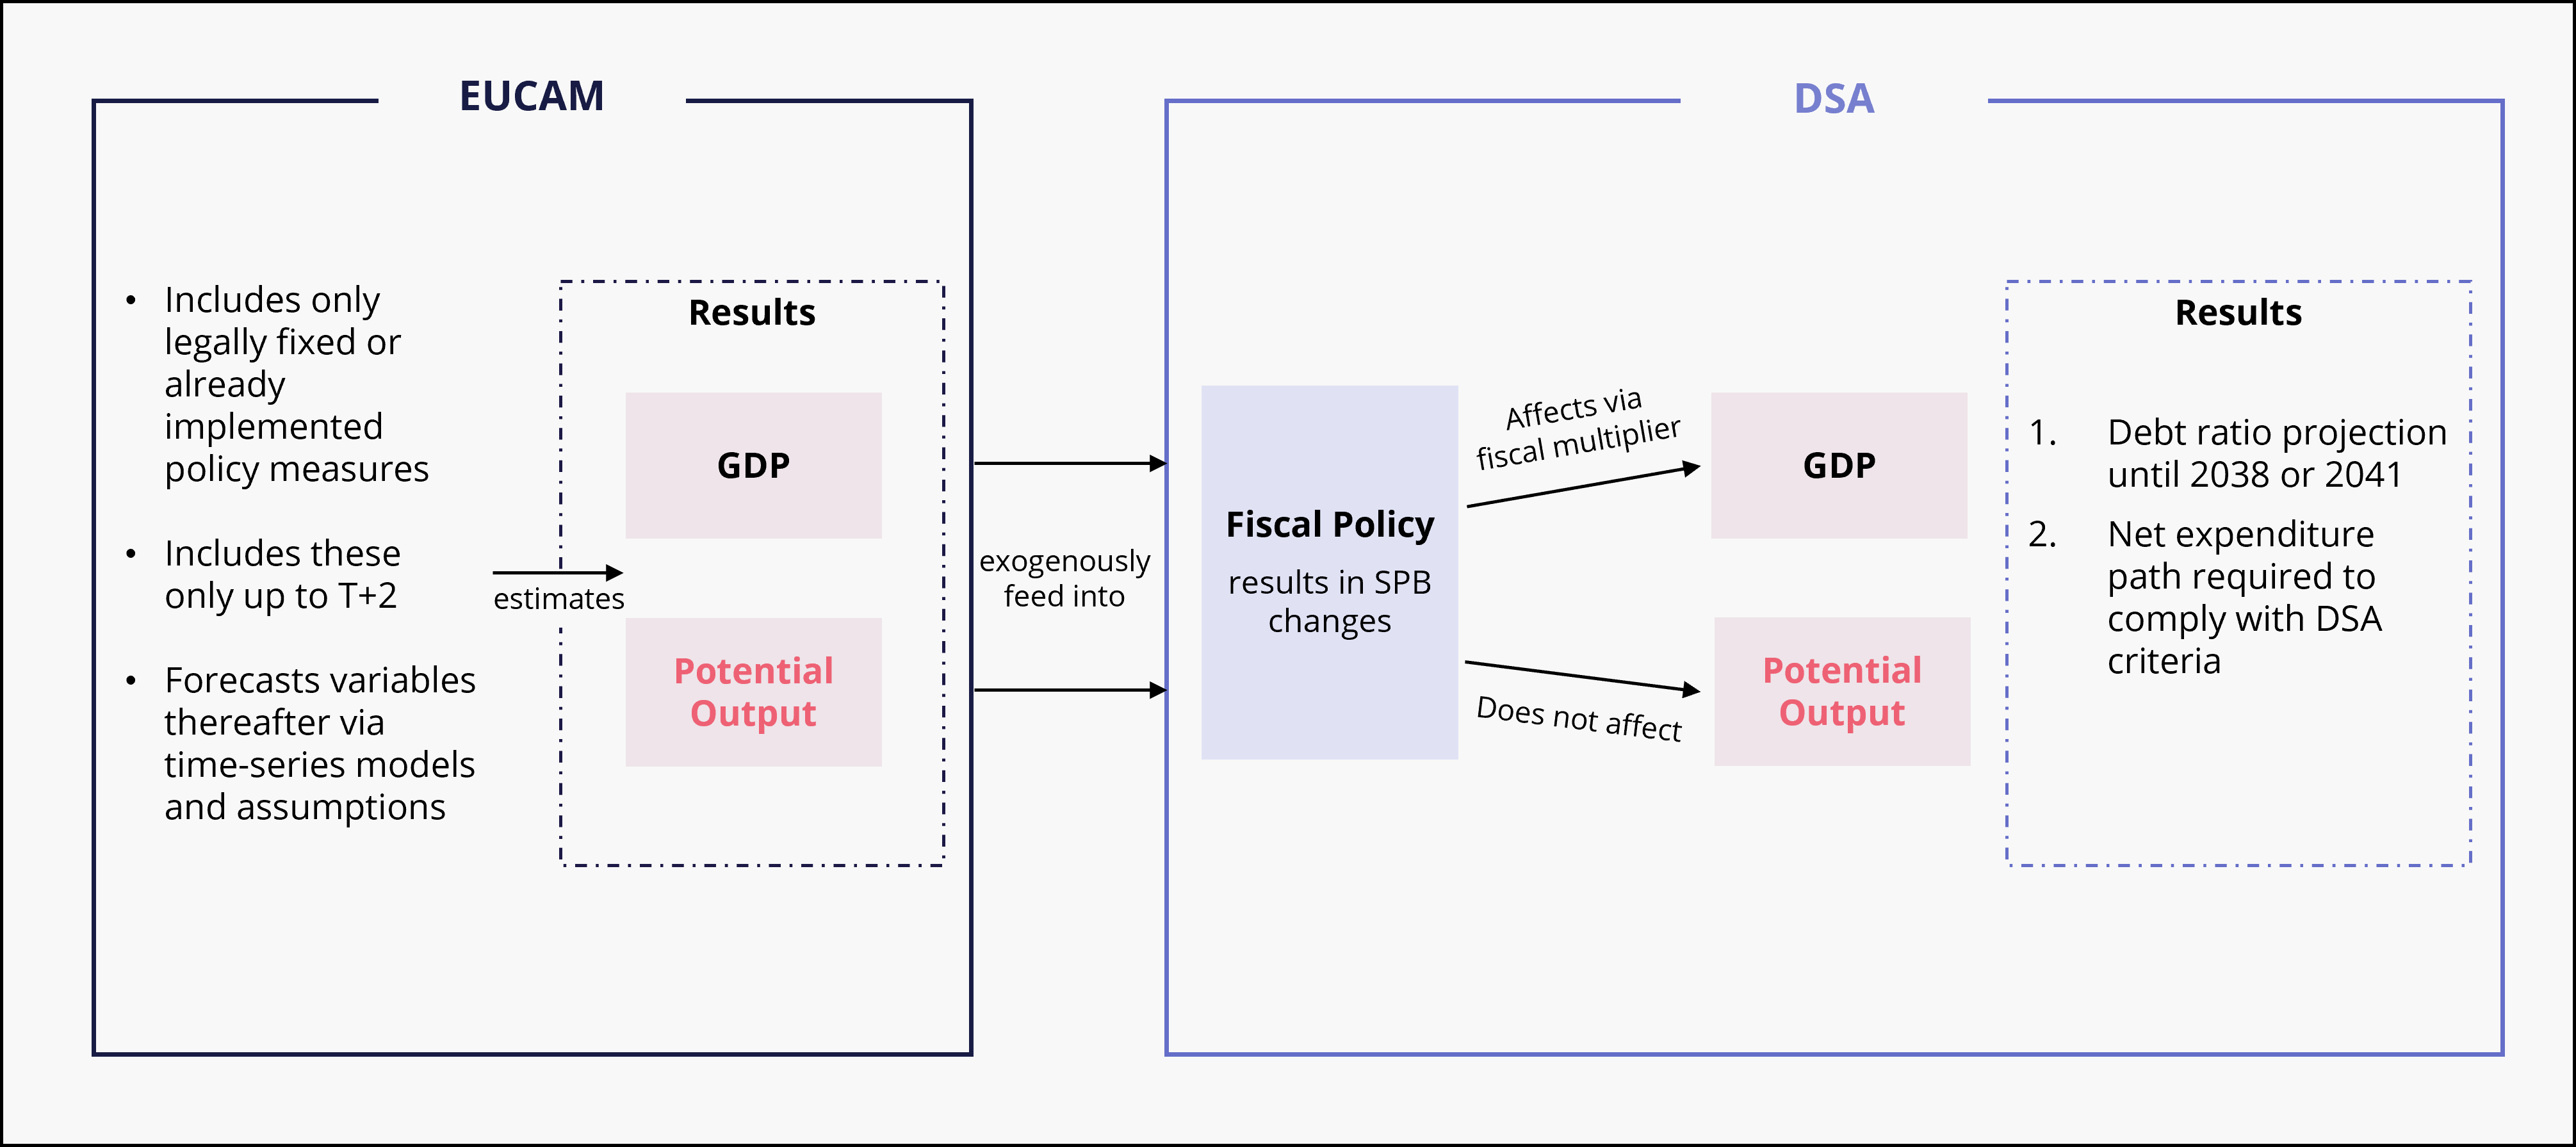 EUCAM
• Includes only
legally fixed or
already
implemented
policy measures
• Includes these
only up to T+2
• Forecasts variables
thereafter via
time-series models
and assumptions
estimates
Results
GDP
Potential
Output
exogenously
feed into
DSA
Fiscal Policy
results in SPB
changes
Affects via
fiscal multiplier
Does not affect
GDP
Potential
Output
Results
1. Debt ratio projection
until 2038 or 2041
2. Net expenditure
path required to
comply with DSA
criteria